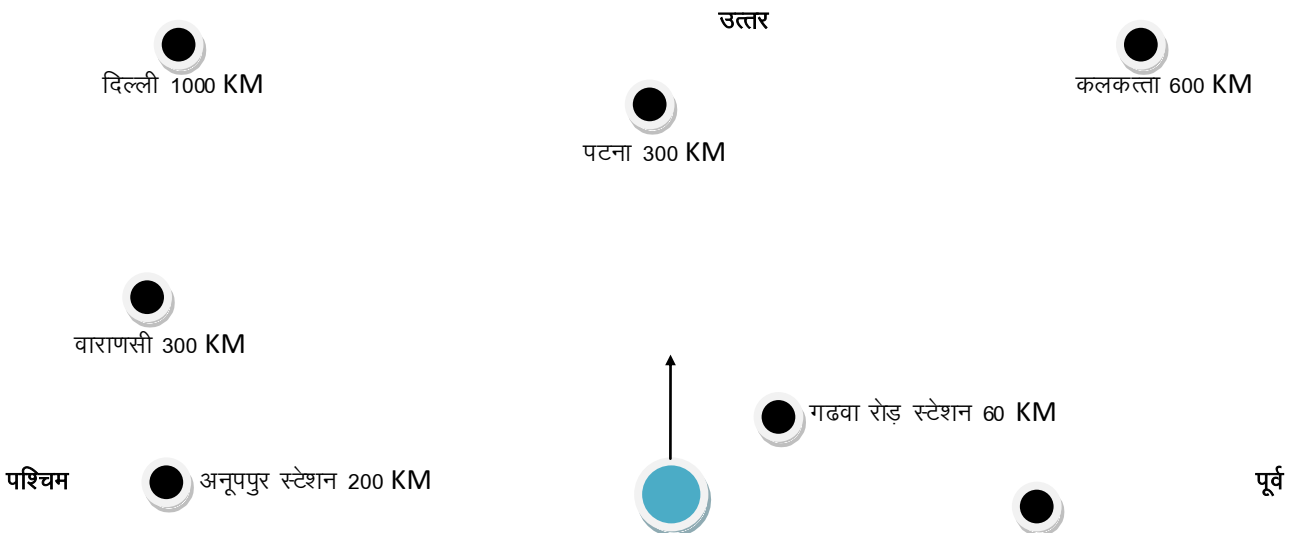 उत्तर
दिल्ली 1000 KM
कलकत्ता 600 KM
पटना 300 KM
वाराणसी 300 KM
गढवा रोड़ स्टेशन 60 KM
पश्चिम
अनूपपुर स्टेशन 200 KM
पूर्व